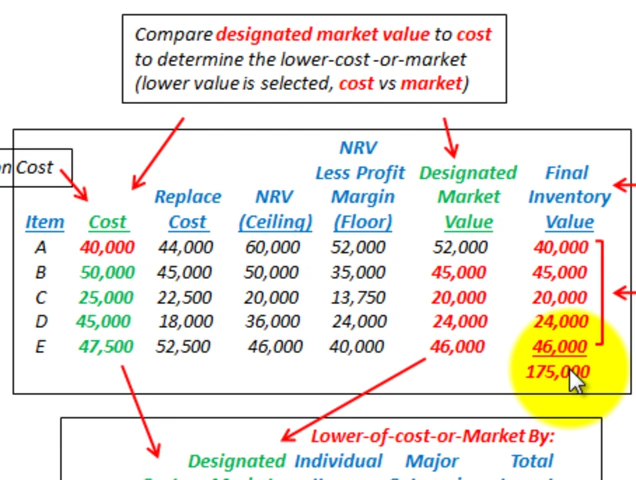 Compare designated market value to cost
to determine the lower-cost -or-market
(lower value is selected, cost vs market)
on Cost
NRV
Less Profit Designated Final
Replace NRV Margin Market Inventory
Item Cost Cost (Ceiling) (Floor) Value Value
A 40,000 44,000 60,000 52,000 52,000 40,000
B 50,000 45,000 50,000 35,000 45,000 45,000
C 25,000 22,500 20,000 13,750 20,000 20,000
D 45,000 18,000 36,000 24,000 24,000 24,000
E 47,500 52,500 46,000 40,000 46,000 46,000
175,000
Lower-of-cost-or-Market By:
Designated Individual Major Total